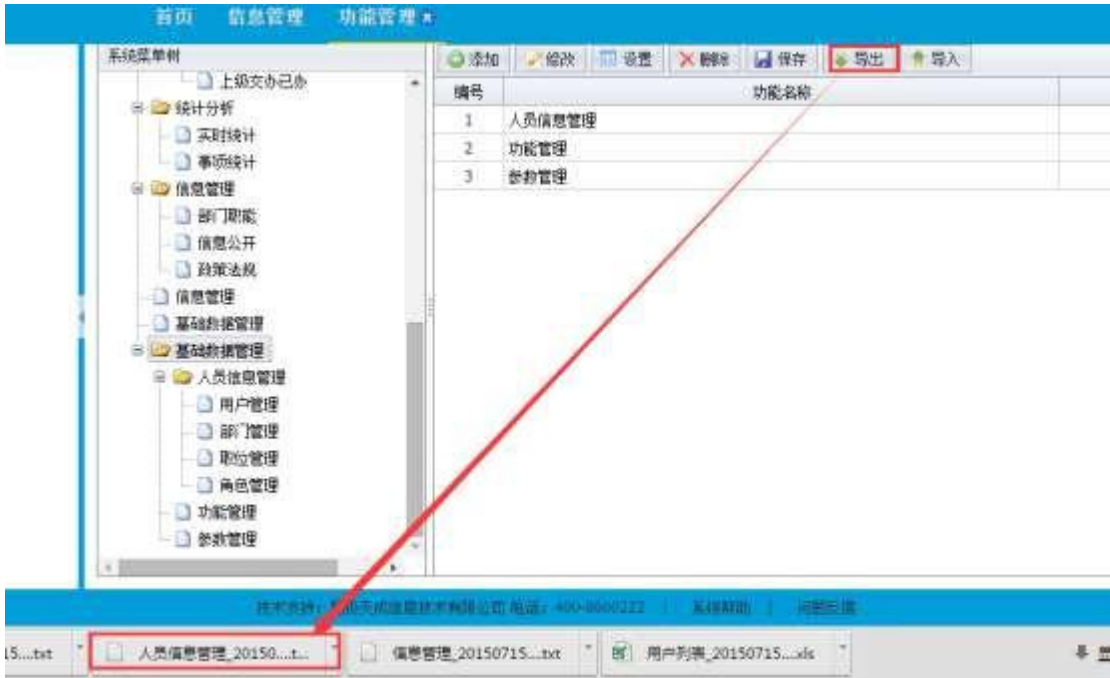 首页 信息管理 功能管理
系统菜单树
添加 修改 设置 删除 保存 导出 导入
上级交办已办
统计分析
实时统计
事项统计
信息管理
部门职能
信息公开
政策法规
信息管理
基础数据管理
基础数据管理
人员信息管理
用户管理
部门管理
职位管理
角色管理
功能管理
参数管理
编号 功能名称
1 人员信息管理
2 功能管理
3 参数管理
系统帮助 | 问题反馈
15....txt 人员信息管理_20150....t... 信息管理_20150715....txt 用户列表_20150715....xls